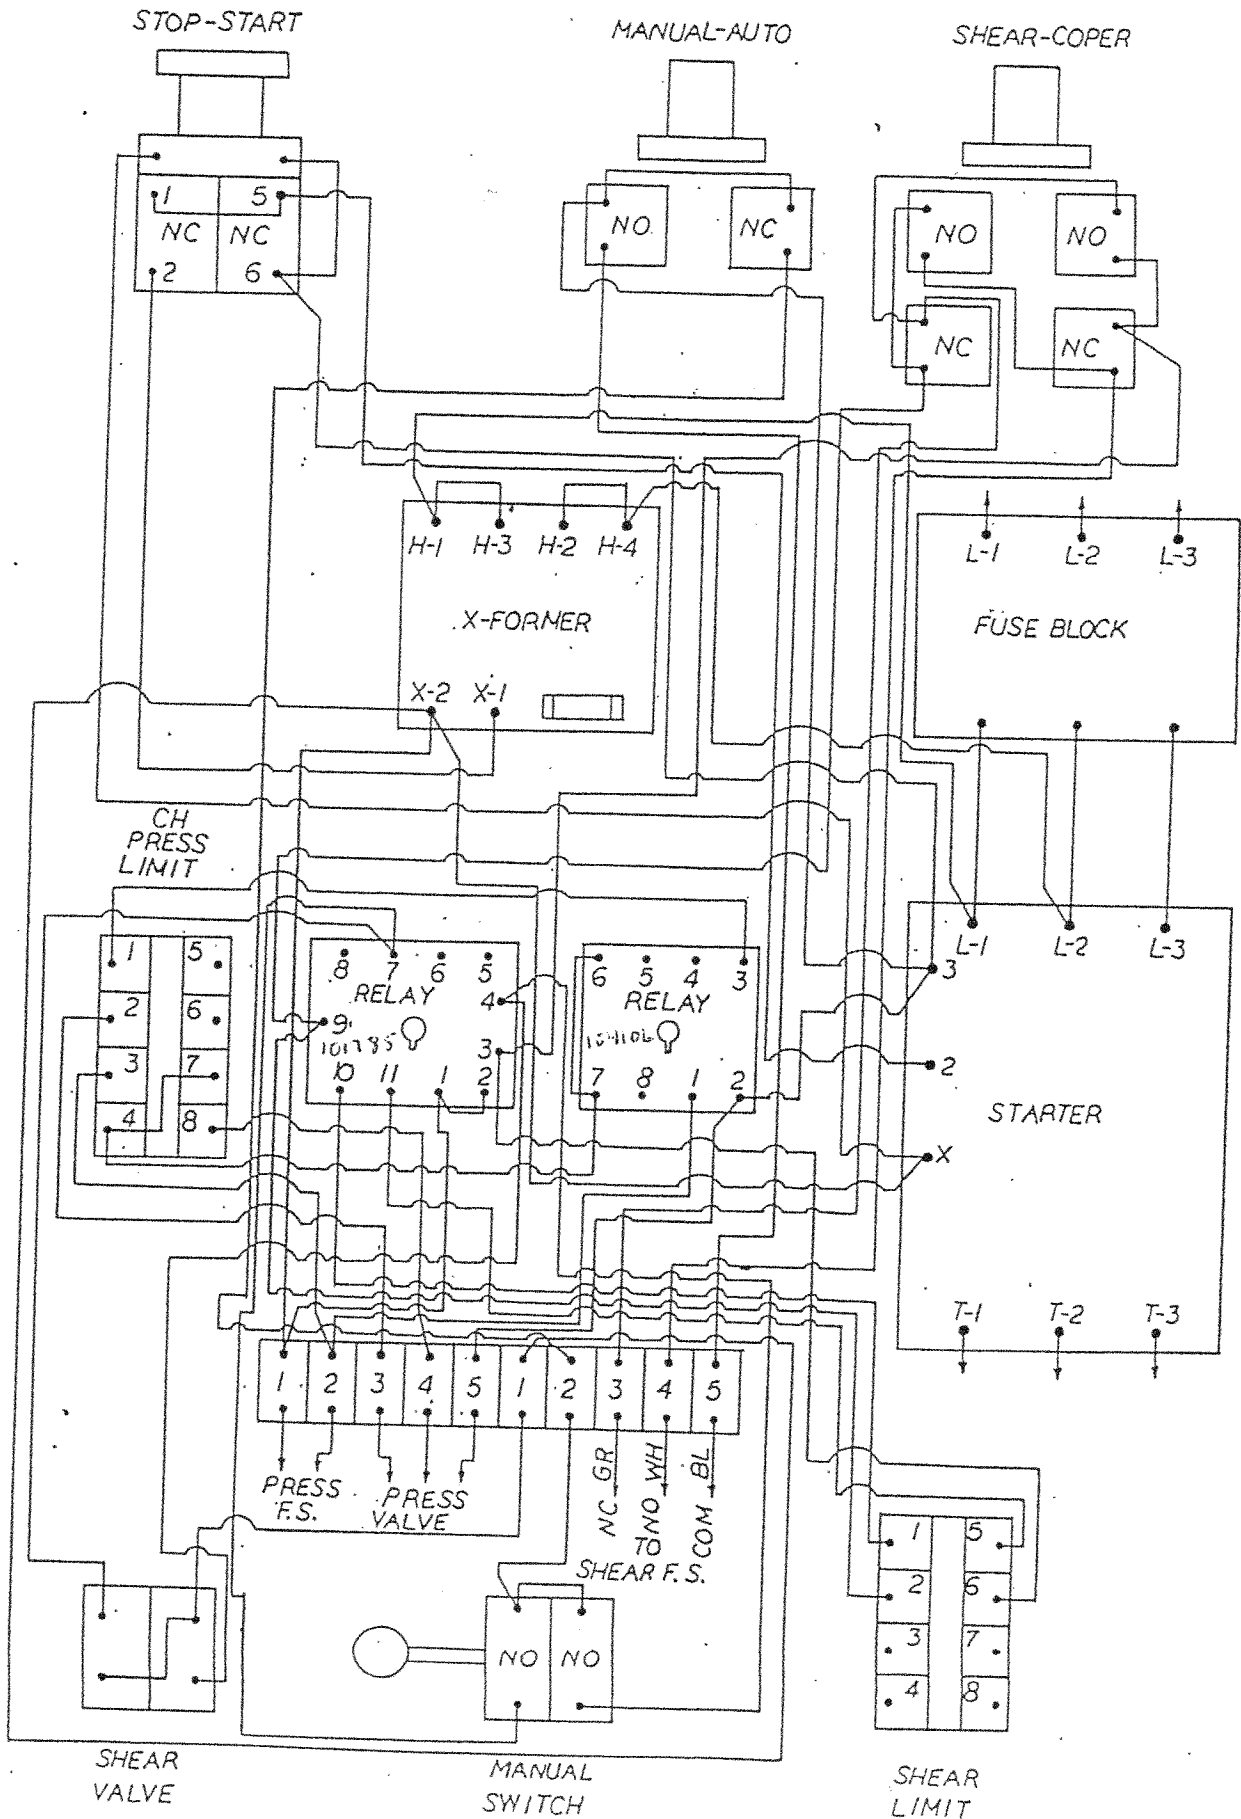 STOP-START
MANUAL-AUTO
SHEAR-COPER
1 5
NC NC
2 6
NO NC
NO NO
NC NC
H-1 H-3 H-2 H-4
X-FORMER
X-2 X-1
L-1 L-2 L-3
FUSE BLOCK
CH
PRESS
LIMIT
1 5
2 6
3 7
4 8
8 7 6 5
RELAY
4
9
3
10 11 1 2
6 5 4 3
RELAY
7 8 1 2
L-1 L-2 L-3
3
2
STARTER
X
T-1 T-2 T-3
1 2 3 4 5 1 2 3 4 5
PRESS
F.S.
PRESS
VALVE
NC GR
NO WH
COM BL
TO
SHEAR F.S.
1 5
2 6
3 7
4 8
NO NO
SHEAR
VALVE
MANUAL
SWITCH
SHEAR
LIMIT